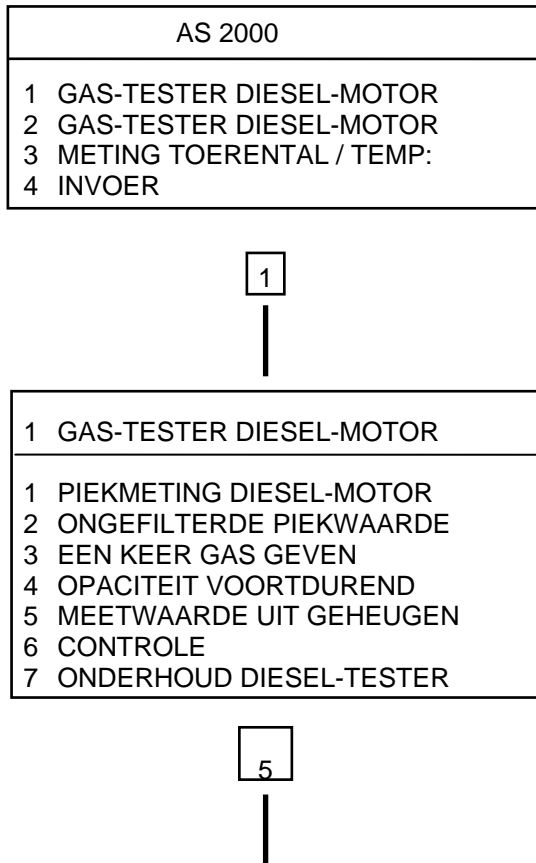 AS 2000
1 GAS-TESTER DIESEL-MOTOR
2 GAS-TESTER DIESEL-MOTOR
3 METING TOERENTAL / TEMP:
4 INVOER
1
1 GAS-TESTER DIESEL-MOTOR
1 PIEKMETING DIESEL-MOTOR
2 ONGEFILTERDE PIEKWAARDE
3 EEN KEER GAS GEVEN
4 OPACITEIT VOORTDUREND
5 MEETWAARDE UIT GEHEUGEN
6 CONTROLE
7 ONDERHOUD DIESEL-TESTER
5